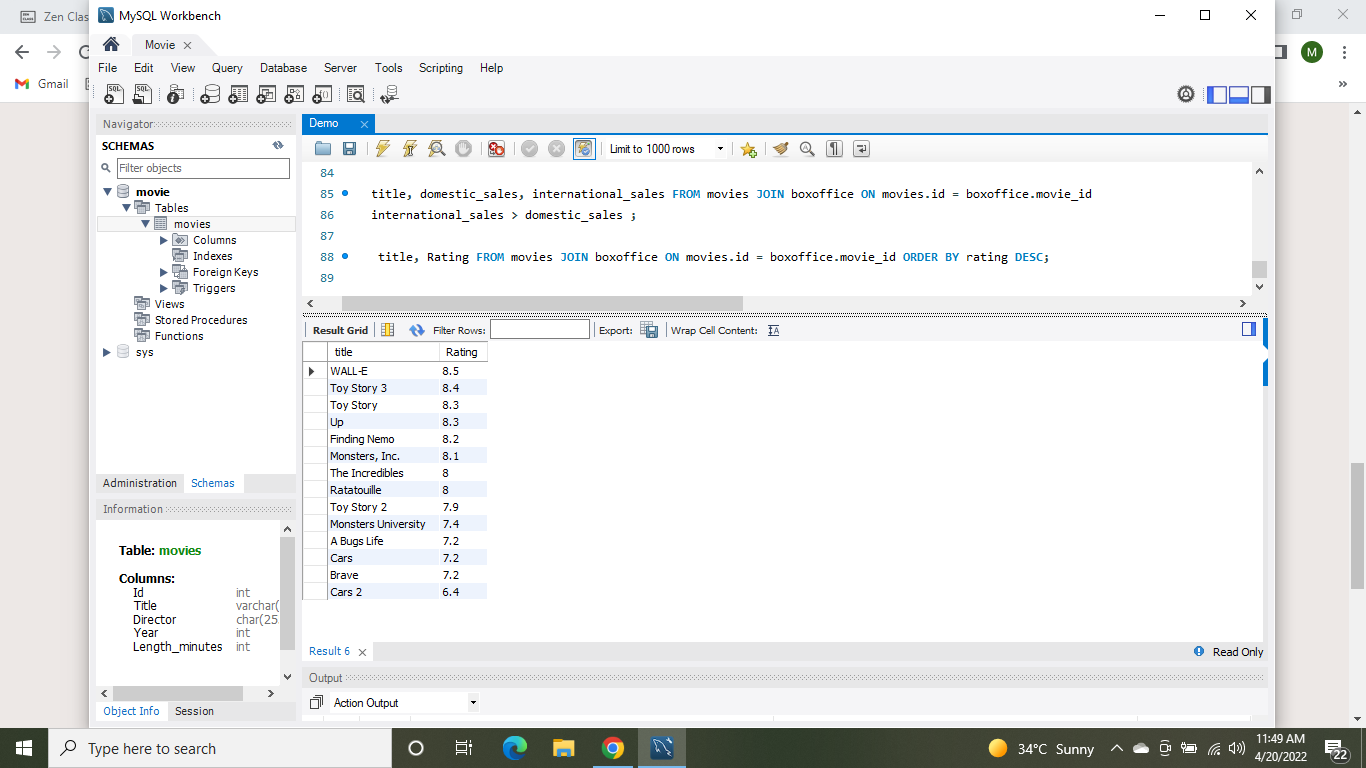 Zen Clas
MySQL Workbench
Movie
M
File Edit View Query Database Server Tools Scripting Help
Gmail
»
Navigator
Demo
SCHEMAS
Limit to 1000 rows
Filter objects
movie
Tables
movies
Columns
Indexes
Foreign Keys
Triggers
Views
Stored Procedures
Functions
sys
84
85 title, domestic_sales, international_sales FROM movies JOIN boxoffice ON movies.id = boxoffice.movie_id
86 international_sales > domestic_sales ;
87
88 title, Rating FROM movies JOIN boxoffice ON movies.id = boxoffice.movie_id ORDER BY rating DESC;
89
Result Grid Filter Rows: Export: Wrap Cell Content:
title Rating
WALL-E 8.5
Toy Story 3 8.4
Toy Story 8.3
Up 8.3
Finding Nemo 8.2
Monsters, Inc. 8.1
The Incredibles 8
Ratatouille 8
Toy Story 2 7.9
Monsters University 7.4
A Bugs Life 7.2
Cars 7.2
Brave 7.2
Cars 2 6.4
Administration Schemas
Information
Table: movies
Columns:
Id int
Title varchar(
Director char(25
Year int
Length_minutes int
Object Info Session
Result 6
Read Only
Output
Action Output
Type here to search
34°C Sunny
11:49 AM
4/20/2022
22